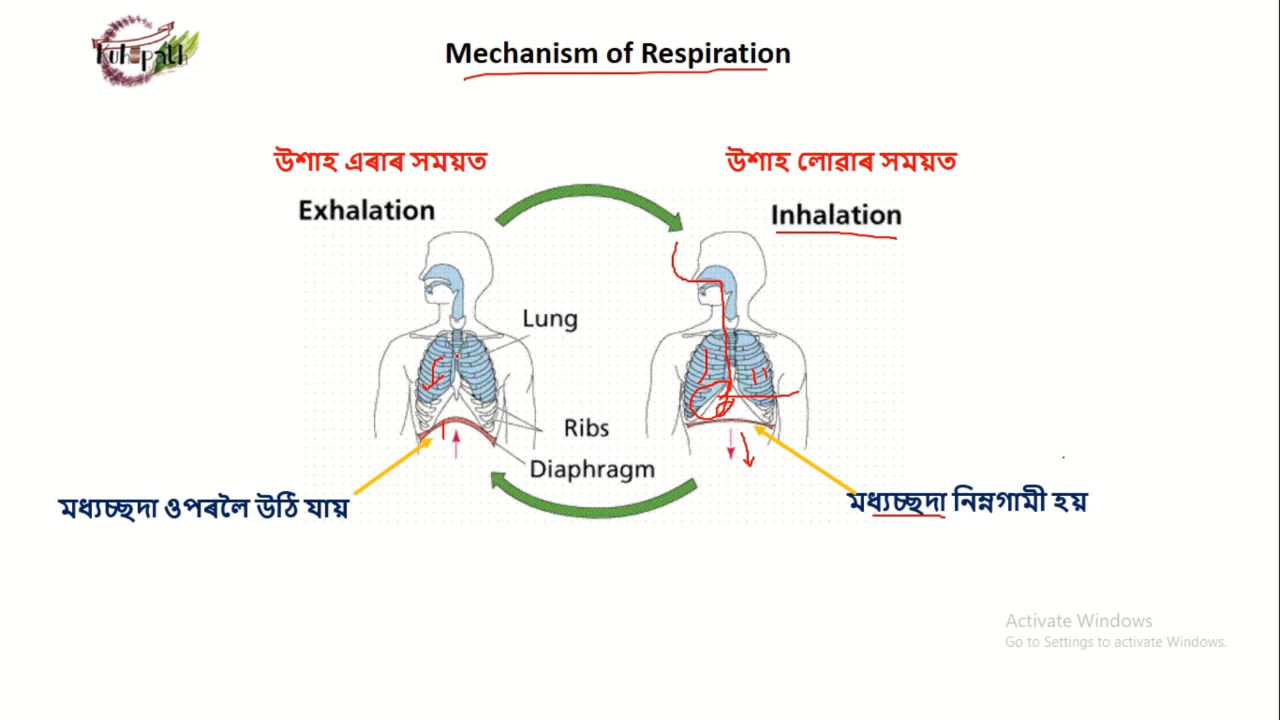 Kuhipath
Mechanism of Respiration
উশাহ এৰাৰ সময়ত
উশাহ লোৱাৰ সময়ত
Exhalation
Inhalation
Lung
Ribs
Diaphragm
মধ্যচ্ছদা ওপৰলৈ উঠি যায়
মধ্যচ্ছদা নিম্নগামী হয়
Activate Windows
Go to Settings to activate Windows.